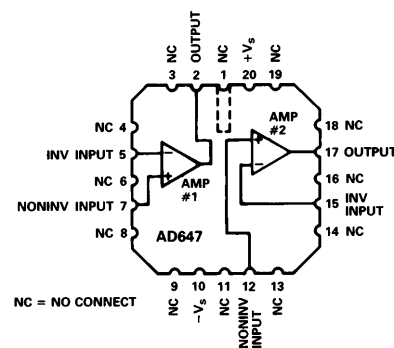 NC
OUTPUT
NC
+Vs
NC
3
2
1
20
19
NC 4
INV INPUT 5
NC 6
NONINV INPUT 7
NC 8
AMP
#1
AMP
#2
18 NC
17 OUTPUT
16 NC
15 INV
INPUT
14 NC
AD647
9
10
11
12
13
NC
–Vs
NC
NONINV
INPUT
NC
NC = NO CONNECT